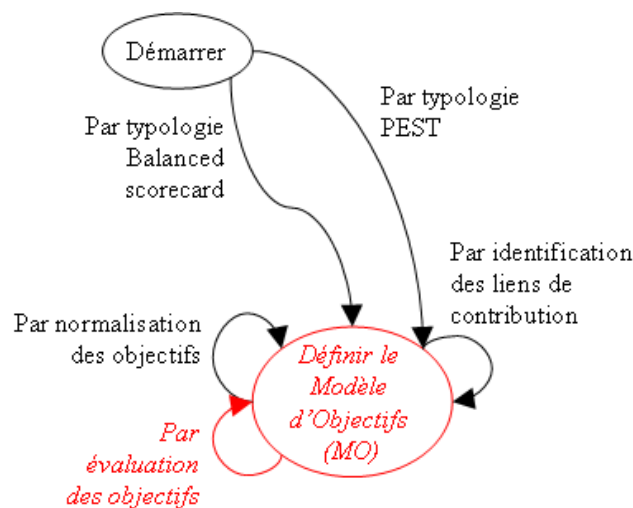 Démarrer
Par typologie
Balanced
scorecard
Par typologie
PEST
Par identification
des liens de
contribution
Par normalisation
des objectifs
Définir le
Modèle
d'Objectifs
(MO)
Par
évaluation
des objectifs